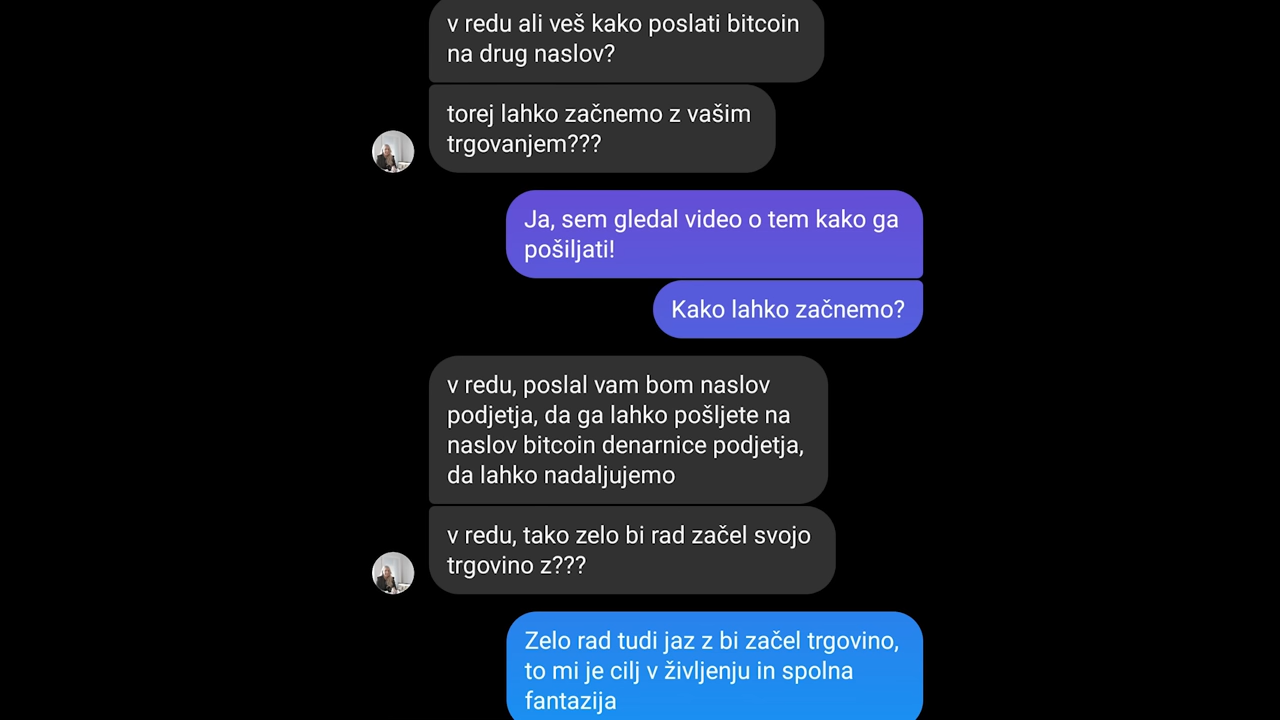 v redu ali veš kako poslati bitcoin
na drug naslov?
torej lahko začnemo z vašim
trgovanjem???
Ja, sem gledal video o tem kako ga
pošiljati!
Kako lahko začnemo?
v redu, poslal vam bom naslov
podjetja, da ga lahko pošljete na
naslov bitcoin denarnice podjetja,
da lahko nadaljujemo
v redu, tako zelo bi rad začel svojo
trgovino z???
Zelo rad tudi jaz z bi začel trgovino,
to mi je cilj v življenju in spolna
fantazija